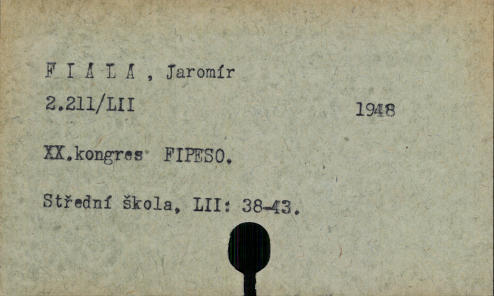 F I A L A , Jaromír
2.211/LII 1948
XX.kongres FIPESO.
Střední škola, LII: 38-43.